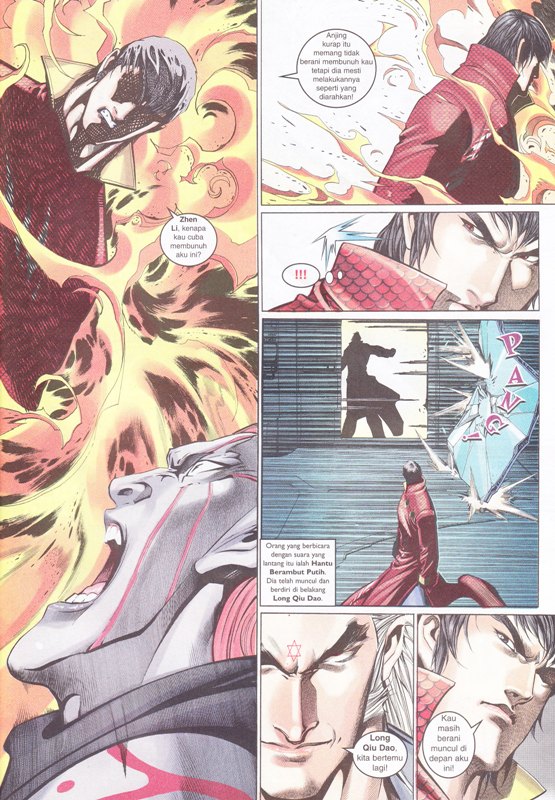 Zhen
Li, kenapa
kau cuba
membunuh
aku ini?
Anjing
kurap itu
memang tidak
berani membunuh kau
tetapi dia mesti
melakukannya
seperti yang
diarahkan!
!!!
PANG!
Orang yang berbicara
dengan suara yang
lantang itu ialah Hantu
Berambut Putih.
Dia telah muncul dan
berdiri di belakang
Long Qiu Dao.
Long
Qiu Dao,
kita bertemu
lagi!
Kau
masih
berani
muncul di
depan aku
ini!